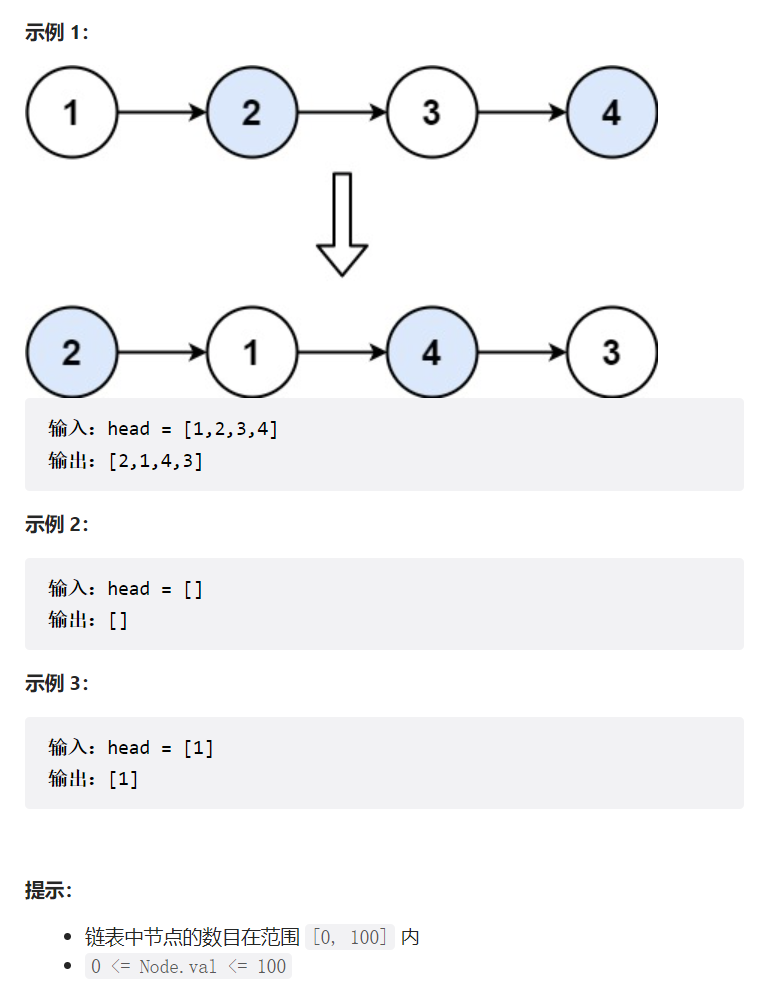 示例 1：
1 2 3 4
2 1 4 3
输入：head = [1,2,3,4]
输出：[2,1,4,3]
示例 2：
输入：head = []
输出：[]
示例 3：
输入：head = [1]
输出：[1]
提示：
• 链表中节点的数目在范围 [0, 100] 内
• 0 <= Node.val <= 100